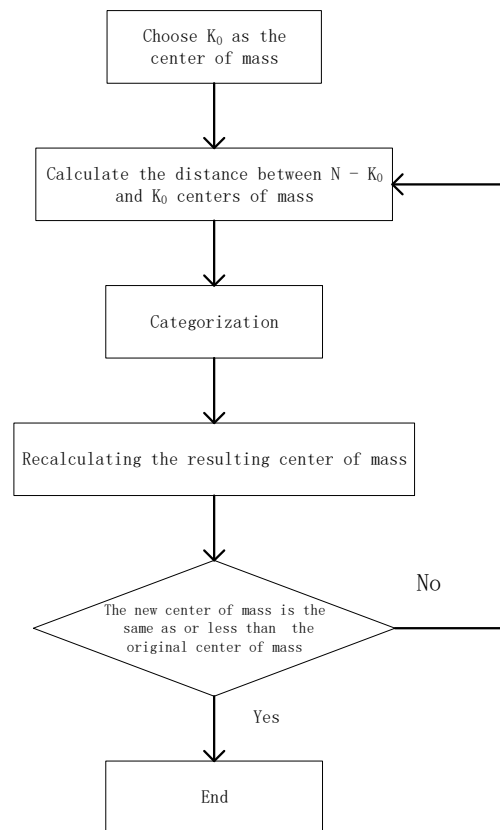 Choose K₀ as the
center of mass
Calculate the distance between N - K₀
and K₀ centers of mass
Categorization
Recalculating the resulting center of mass
The new center of mass is the
same as or less than the
original center of mass
No
Yes
End